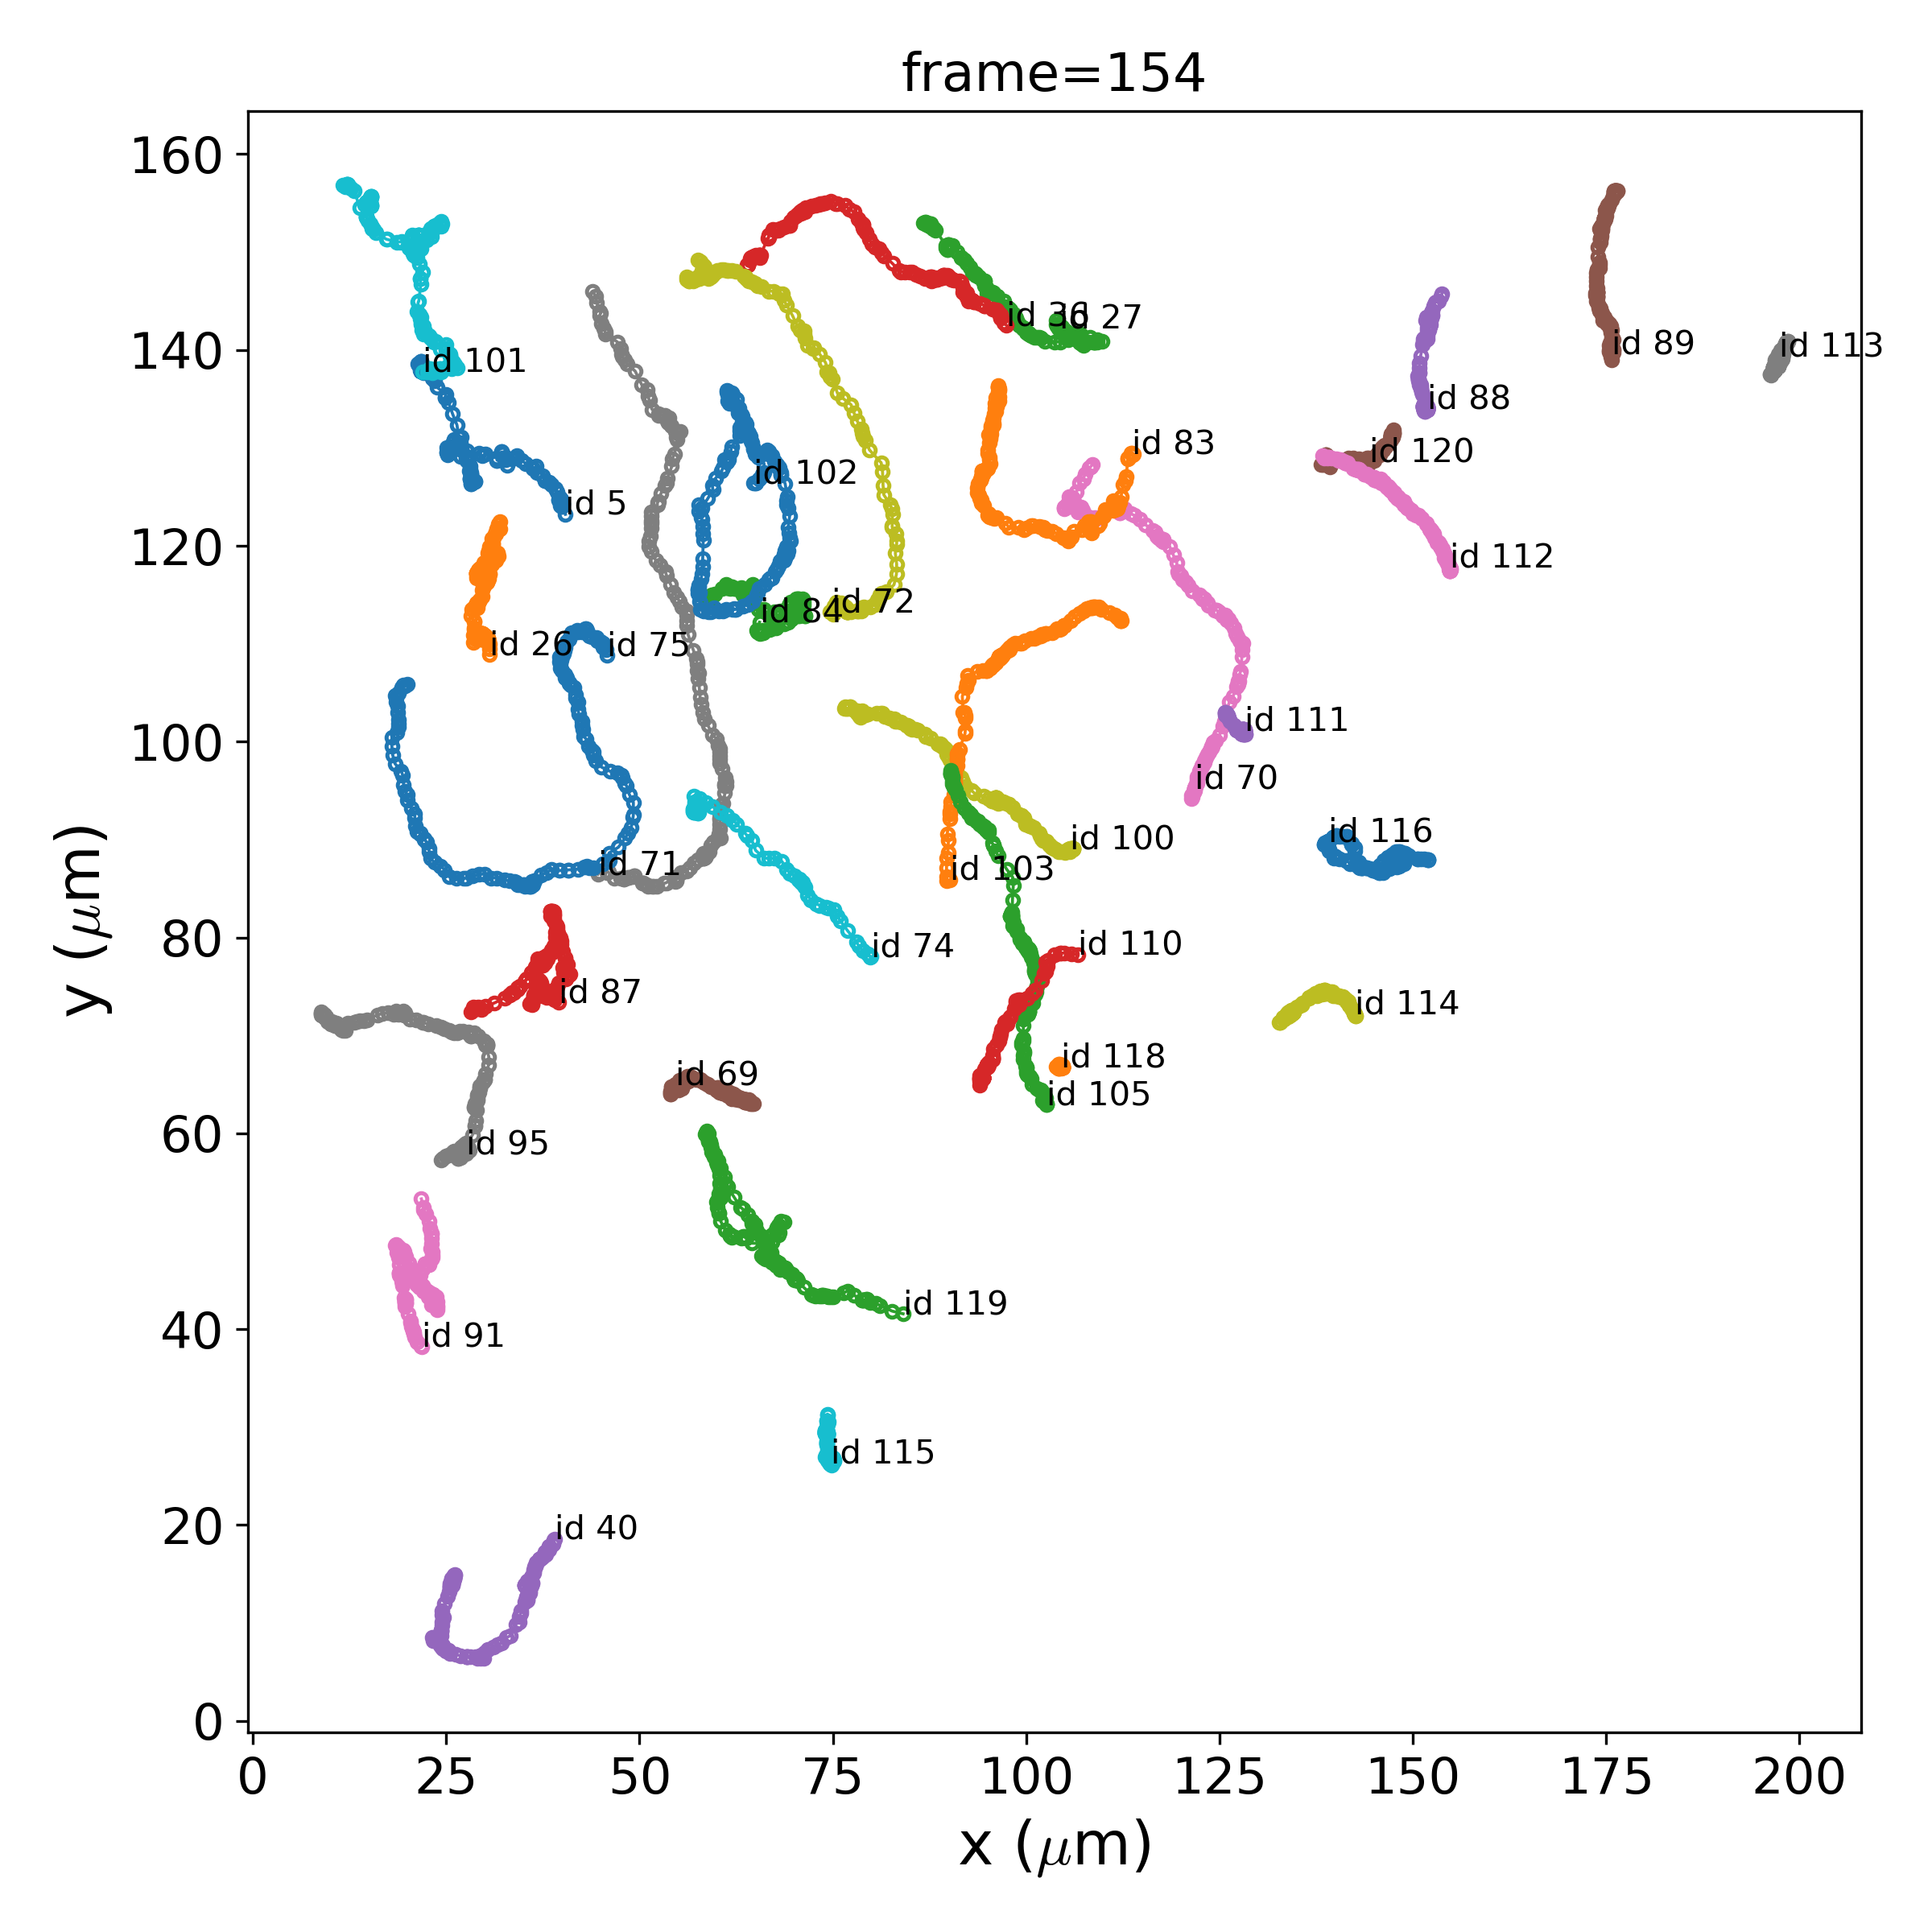 frame=154
160
140
120
100
80
60
40
20
0
0 25 50 75 100 125 150 175 200
x (μm)
y (μm)
id 36
id 27
id 89
id 113
id 101
id 88
id 83
id 120
id 102
id 5
id 112
id 84
id 72
id 26
id 75
id 111
id 70
id 100
id 116
id 71
id 103
id 74
id 110
id 87
id 114
id 118
id 69
id 105
id 95
id 119
id 91
id 115
id 40